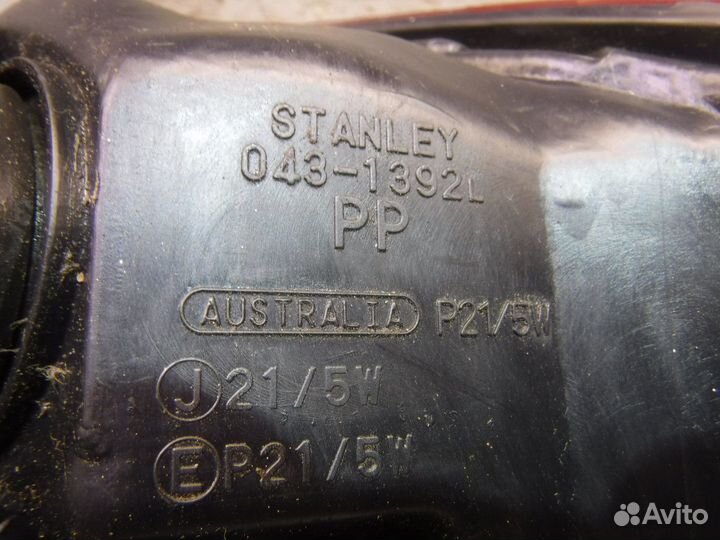 STANLEY
043-1392L
PP
AUSTRALIA P21/5W
J 21/5W
E P21/5W
Avito